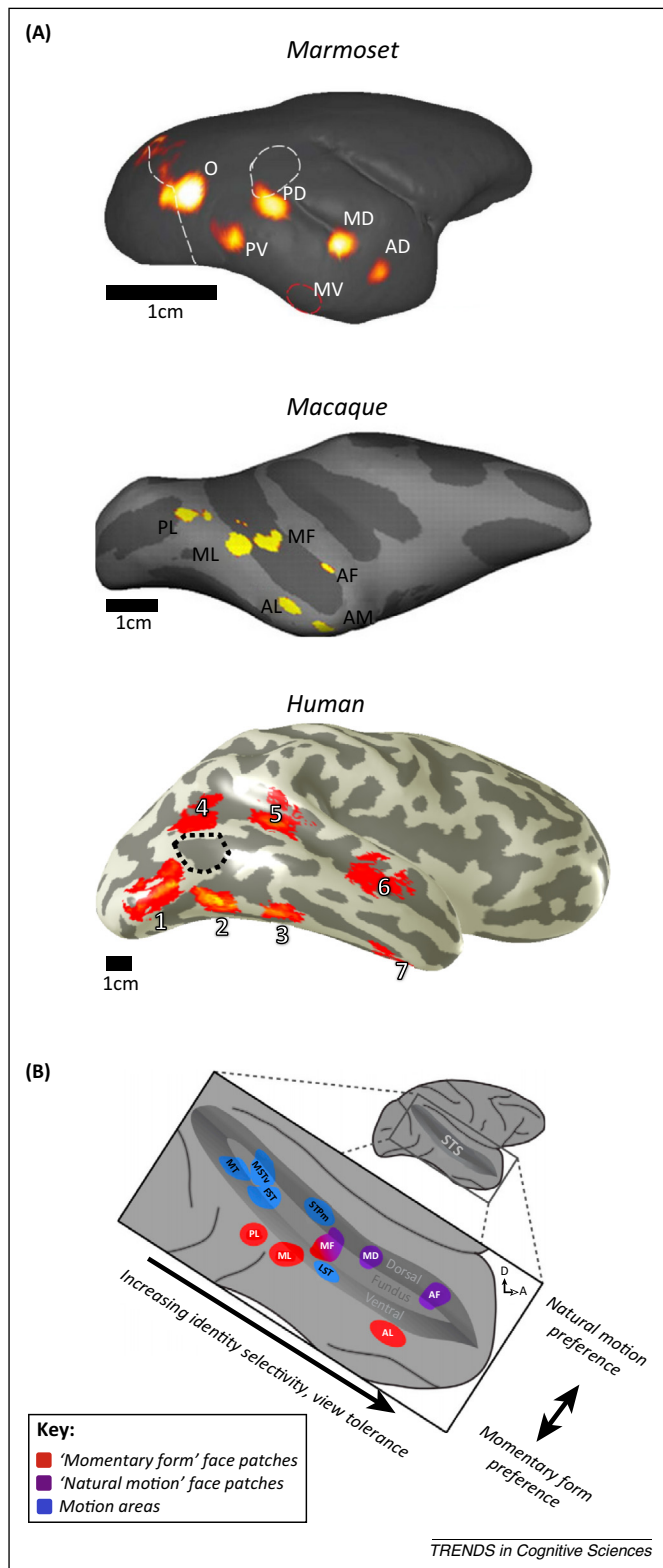 (A)
Marmoset
O
PD
MD
AD
PV
MV
1cm
Macaque
PL
MF
ML
AF
AL
AM
1cm
Human
4
5
6
1
2
3
7
1cm
(B)
STS
MT
MSTv
FST
STPm
PL
ML
MF
MD
LST
Dorsal
Fundus
Ventral
AF
AL
D
A
Increasing identity selectivity, view tolerance
Natural motion
preference
Momentary form
preference
Key:
‘Momentary form’ face patches
‘Natural motion’ face patches
Motion areas
TRENDS in Cognitive Sciences